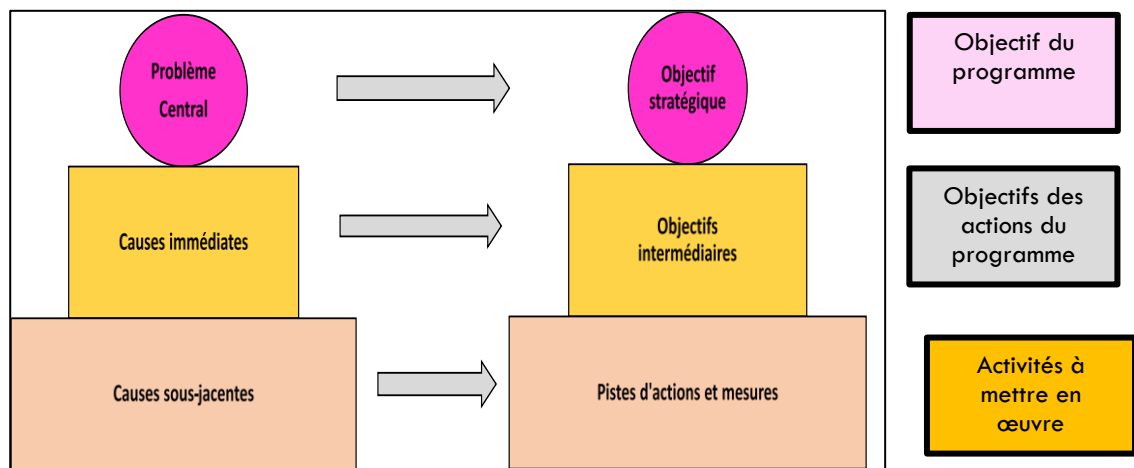 Problème
Central
Objectif
stratégique
Objectif du
programme
Causes immédiates
Objectifs
intermédiaires
Objectifs des
actions du
programme
Causes sous-jacentes
Pistes d'actions et mesures
Activités à
mettre en
œuvre